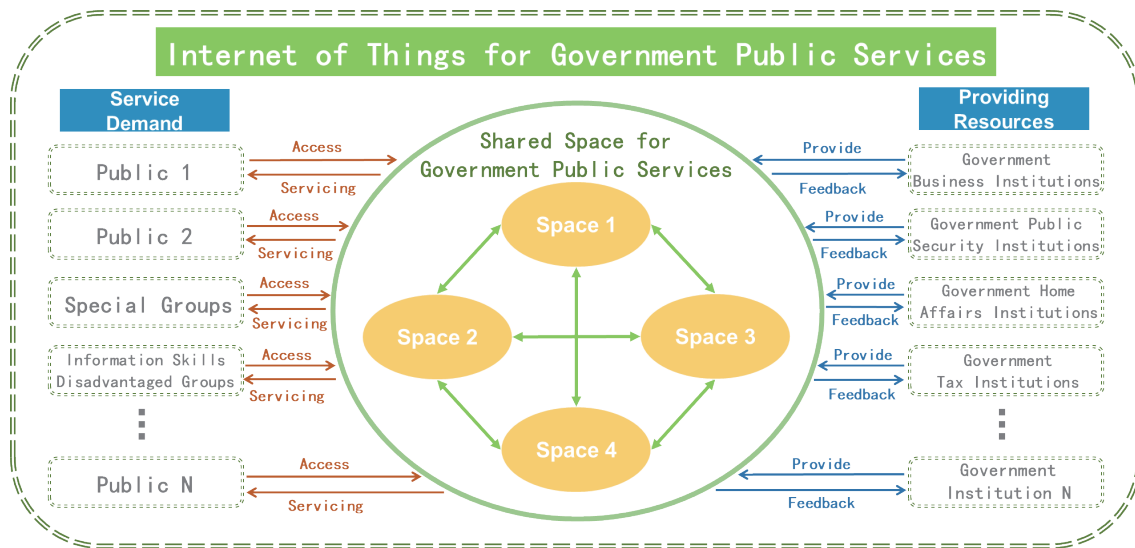 Internet of Things for Government Public Services
Service
Demand
Public 1
Public 2
Special Groups
Information Skills
Disadvantaged Groups
Public N
Access
Servicing
Access
Servicing
Access
Servicing
Access
Servicing
Access
Servicing
Shared Space for
Government Public Services
Space 1
Space 2
Space 3
Space 4
Provide
Feedback
Provide
Feedback
Provide
Feedback
Provide
Feedback
Provide
Feedback
Providing
Resources
Government
Business Institutions
Government Public
Security Institutions
Government Home
Affairs Institutions
Government
Tax Institutions
Government
Institution N